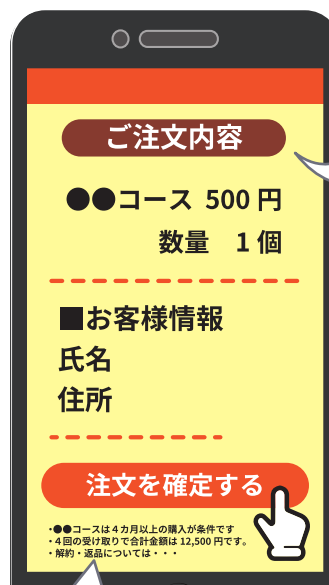 ご注文内容
●●コース 500 円
数量 1 個
■お客様情報
氏名
住所
注文を確定する
・●●コースは４カ月以上の購入が条件です
・４回の受け取りで合計金額は 12,500 円です。
・解約・返品については・・・